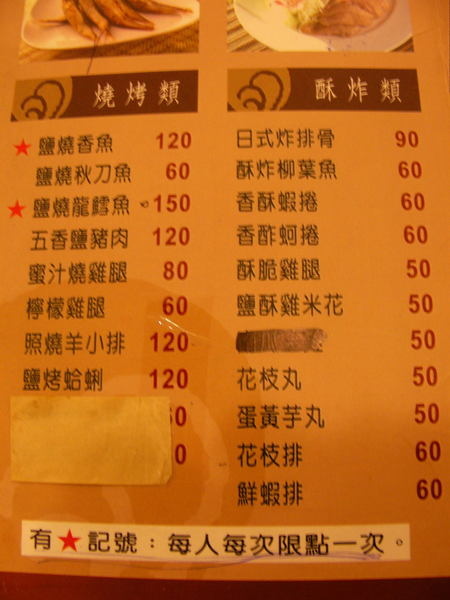 燒烤類
★鹽燒香魚 120
鹽燒秋刀魚 60
★鹽燒龍鱈魚 150
五香鹽豬肉 120
蜜汁燒雞腿 80
檸檬雞腿 60
照燒羊小排 120
鹽烤蛤蜊 120
酥炸類
日式炸排骨 90
酥炸柳葉魚 60
香酥蝦捲 60
香酢蚵捲 60
酥脆雞腿 50
鹽酥雞米花 50
50
花枝丸 50
蛋黃芋丸 50
花枝排 60
鮮蝦排 60
有★記號：每人每次限點一次。